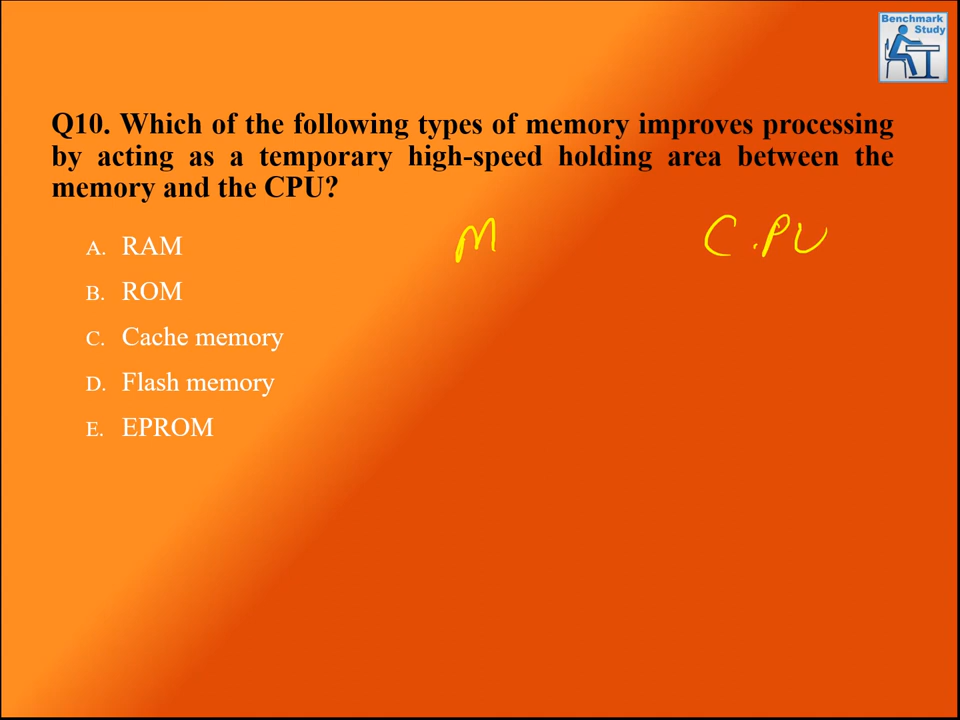 Benchmark
Study
Q10. Which of the following types of memory improves processing
by acting as a temporary high-speed holding area between the
memory and the CPU?
A. RAM
M
C.PU
B. ROM
C. Cache memory
D. Flash memory
E. EPROM